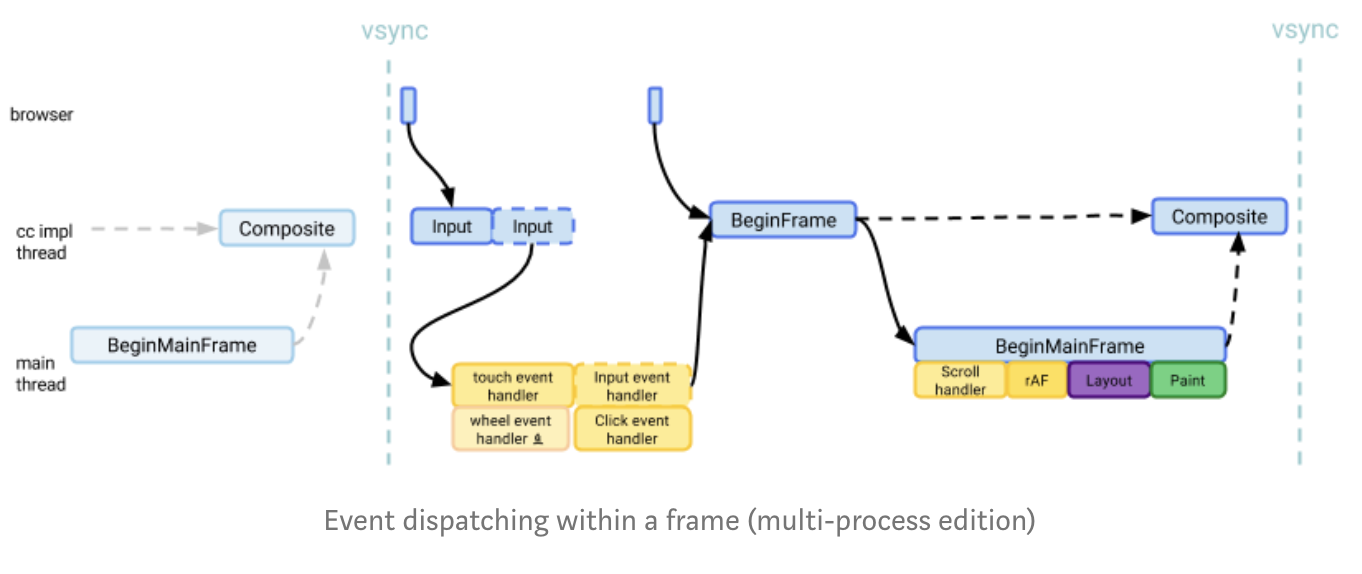 vsync
vsync
browser
cc impl
thread
Composite
Input
Input
BeginFrame
Composite
main
thread
BeginMainFrame
BeginMainFrame
touch event
handler
Input event
handler
wheel event
handler
Click event
handler
Scroll
handler
rAF
Layout
Paint
Event dispatching within a frame (multi-process edition)